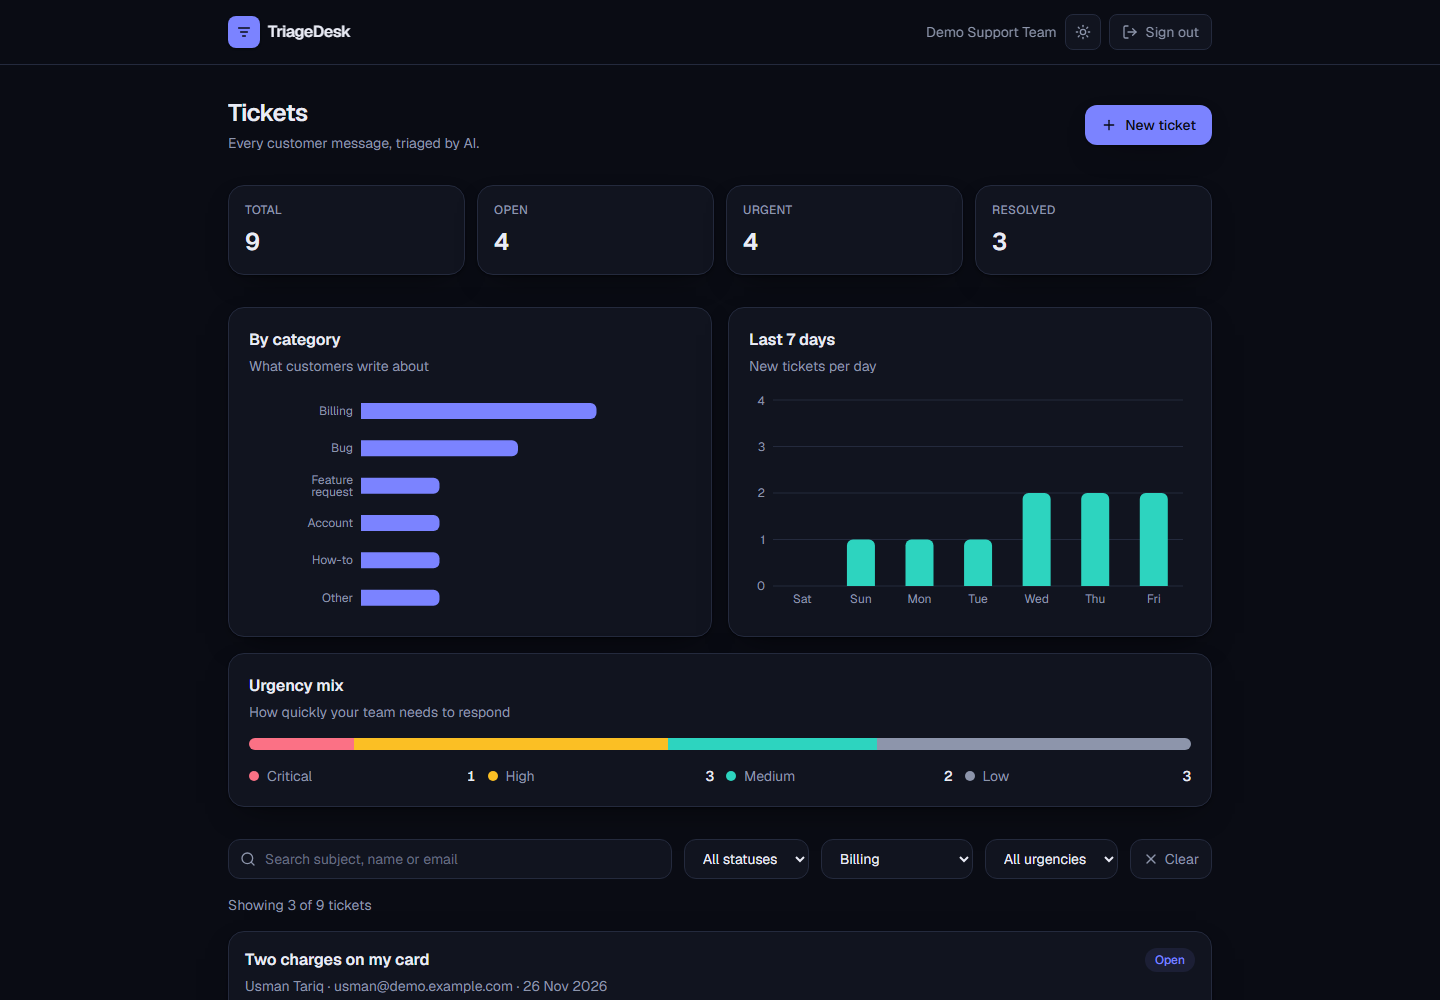 TriageDesk
Demo Support Team
Sign out
Tickets
Every customer message, triaged by AI.
New ticket
TOTAL
9
OPEN
4
URGENT
4
RESOLVED
3
By category
What customers write about
Billing
Bug
Feature
request
Account
How-to
Other
Last 7 days
New tickets per day
4
3
2
1
0
Sat Sun Mon Tue Wed Thu Fri
Urgency mix
How quickly your team needs to respond
Critical 1 High 3 Medium 2 Low 3
Search subject, name or email
All statuses
Billing
All urgencies
Clear
Showing 3 of 9 tickets
Two charges on my card
Open
Usman Tariq · usman@demo.example.com · 26 Nov 2026